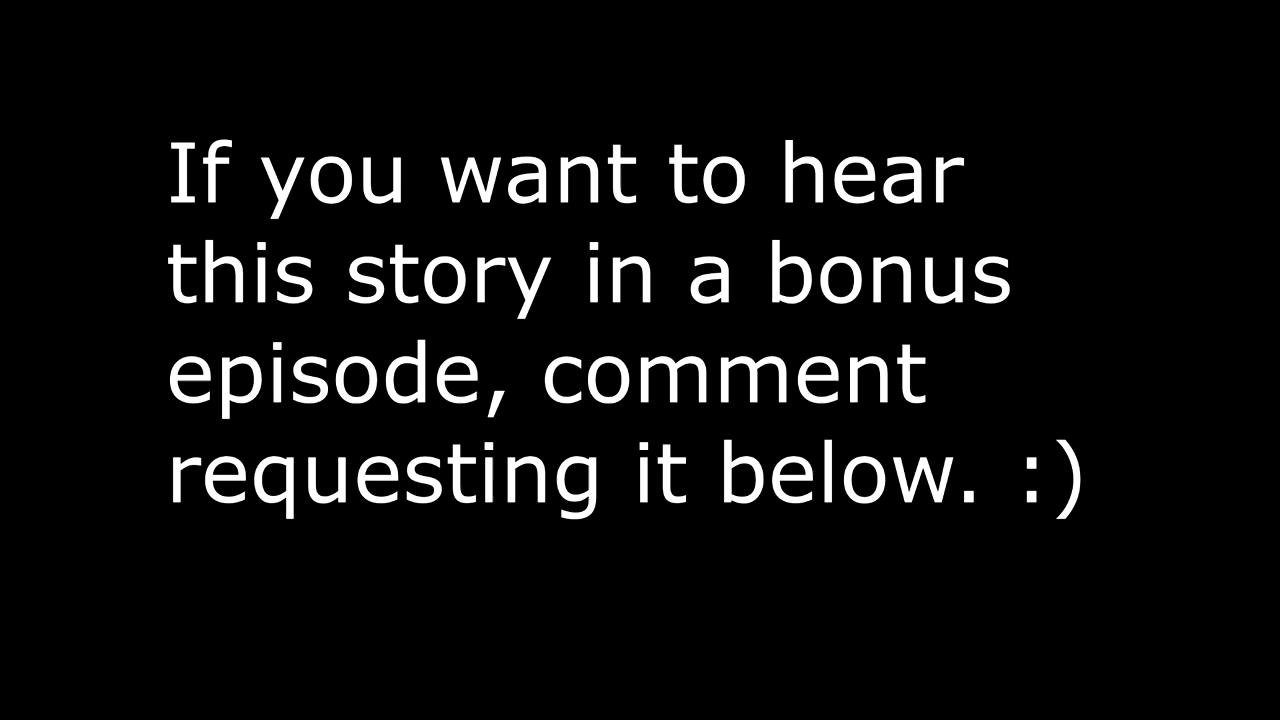 If you want to hear
this story in a bonus
episode, comment
requesting it below. :)